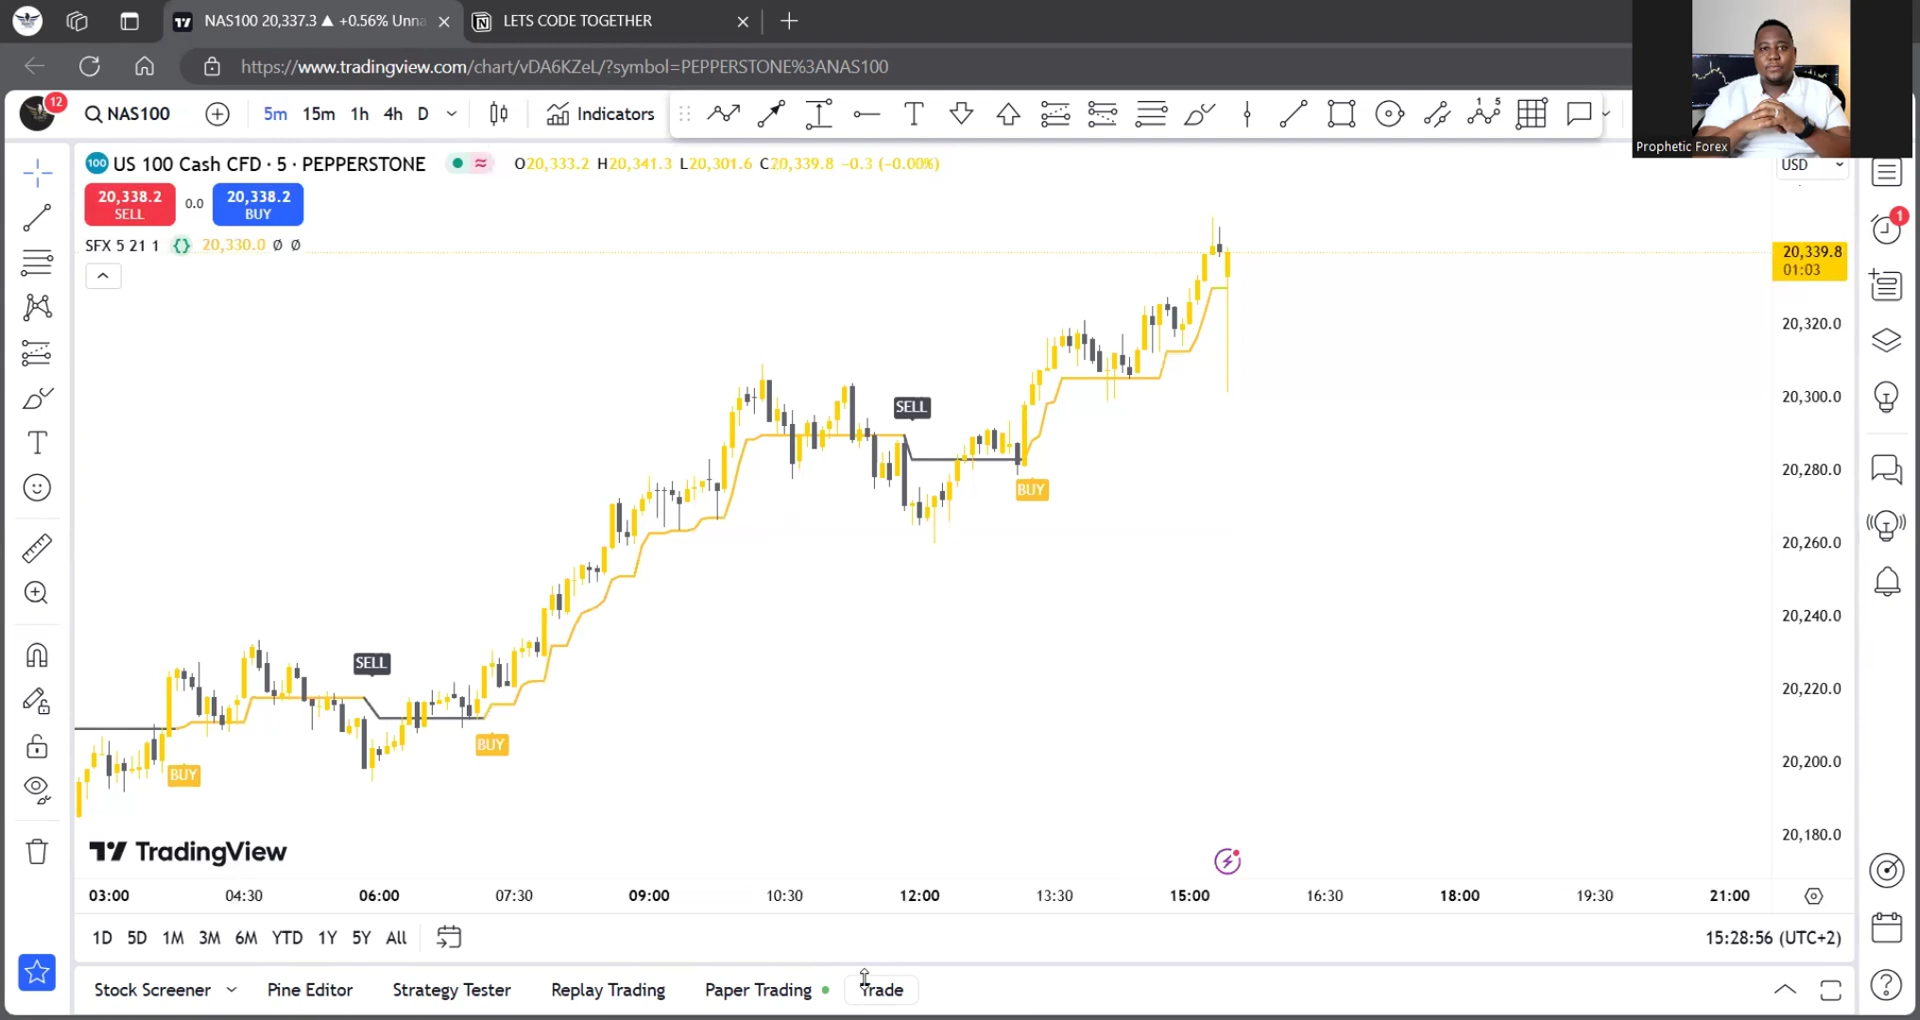 NAS100 20,337.3 ▲ +0.56% Unna
LETS CODE TOGETHER
https://www.tradingview.com/chart/vDA6KZeL/?symbol=PEPPERSTONE%3ANAS100
Prophetic Forex
12
NAS100
5m 15m 1h 4h D
Indicators
US 100 Cash CFD · 5 · PEPPERSTONE
O20,333.2 H20,341.3 L20,301.6 C20,339.8 −0.3 (−0.00%)
USD
20,338.2
SELL
0.0
20,338.2
BUY
SFX 5 21 1 {} 20,330.0 Ø Ø
1
20,339.8
01:03
20,320.0
20,300.0
20,280.0
20,260.0
20,240.0
20,220.0
20,200.0
20,180.0
SELL
BUY
SELL
BUY
BUY
TradingView
03:00 04:30 06:00 07:30 09:00 10:30 12:00 13:30 15:00 16:30 18:00 19:30 21:00
1D 5D 1M 3M 6M YTD 1Y 5Y All
15:28:56 (UTC+2)
Stock Screener Pine Editor Strategy Tester Replay Trading Paper Trading Trade